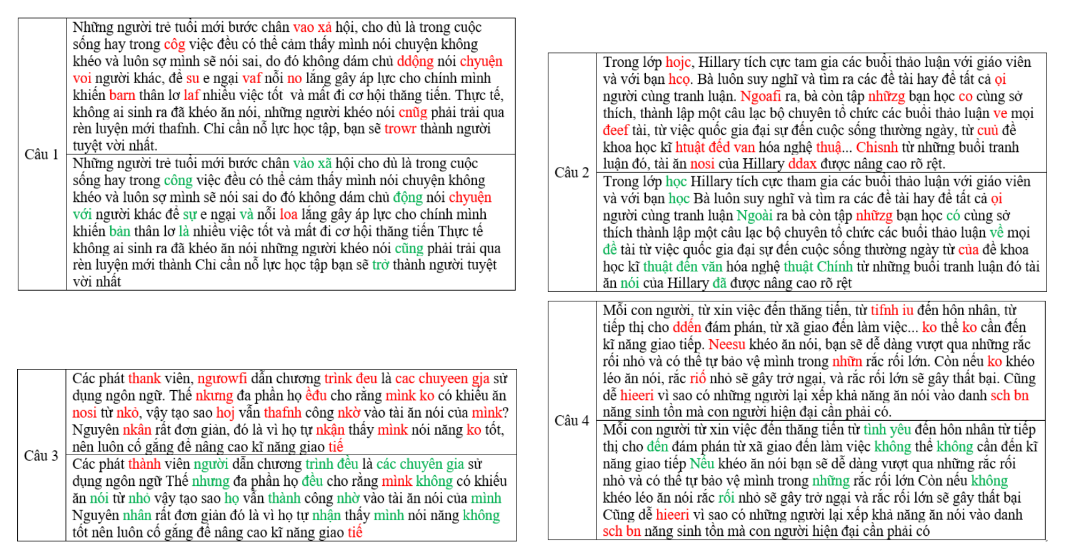 Câu 1
Những người trẻ tuổi mới bước chân vao xả hội, cho dù là trong cuộc
sống hay trong côg việc đều có thể cảm thấy mình nói chuyện không
khéo và luôn sợ mình sẽ nói sai, do đó không dám chủ dđộng nói chyuện
voi người khác, để su e ngại vaf nỗi no lắng gây áp lực cho chính mình
khiến barn thân lơ laf nhiều việc tốt và mất đi cơ hội thăng tiến. Thực tế,
không ai sinh ra đã khéo ăn nói, những người khéo nói cnũg phải trải qua
rèn luyện mới thafnh. Chỉ cần nỗ lực học tập, bạn sẽ trowr thành người
tuyệt vời nhất.
Những người trẻ tuổi mới bước chân vào xã hội cho dù là trong cuộc
sống hay trong công việc đều có thể cảm thấy mình nói chuyện không
khéo và luôn sợ mình sẽ nói sai do đó không dám chủ động nói chyuện
với người khác để sự e ngại và nỗi loa lắng gây áp lực cho chính mình
khiến bản thân lơ là nhiều việc tốt và mất đi cơ hội thăng tiến Thực tế
không ai sinh ra đã khéo ăn nói những người khéo nói cũng phải trải qua
rèn luyện mới thành Chỉ cần nỗ lực học tập bạn sẽ trở thành người tuyệt
vời nhất
Câu 2
Trong lớp hojc, Hillary tích cực tam gia các buổi thảo luận với giáo viên
và với bạn hcọ. Bà luôn suy nghĩ và tìm ra các đề tài hay để tất cả ọi
người cùng tranh luận. Ngoafi ra, bà còn tập nhữzg bạn học co cùng sở
thích, thành lập một câu lạc bộ chuyên tổ chức các buổi thảo luận ve mọi
đeef tài, từ việc quốc gia đại sự đến cuộc sống thường ngày, từ cuủ đề
khoa học kĩ htuật đếd van hóa nghệ thuậ... Chisnh từ những buổi tranh
luận đó, tài ăn nosi của Hillary ddax được nâng cao rõ rệt.
Trong lớp học Hillary tích cực tham gia các buổi thảo luận với giáo viên
và với bạn học Bà luôn suy nghĩ và tìm ra các đề tài hay để tất cả ọi
người cùng tranh luận Ngoài ra bà còn tập nhữzg bạn học có cùng sở
thích thành lập một câu lạc bộ chuyên tổ chức các buổi thảo luận về mọi
đề tài từ việc quốc gia đại sự đến cuộc sống thường ngày từ của đề khoa
học kĩ thuật đến văn hóa nghệ thuật Chính từ những buổi tranh luận đó tài
ăn nói của Hillary đã được nâng cao rõ rệt
Câu 3
Các phát thank viên, ngưowfi dẫn chương trìnk đeu là cac chuyeen gja sử
dụng ngôn ngữ. Thế nkưng đa phần họ ềđu cho rằng mìnk ko có khiếu ăn
nosi từ nkỏ, vậy tạo sao hoj vẫn thafnh công nkờ vào tài ăn nói của mìnk?
Nguyên nkân rất đơn giản, đó là vì họ tự nkận thấy mình nói năng ko tốt,
nên luôn cố gắng để nâng cao kĩ năng giao tiế
Các phát thành viên người dẫn chương trình đều là các chuyên gia sử
dụng ngôn ngữ Thế nhưng đa phần họ đều cho rằng mìnk không có khiếu
ăn nói từ nhỏ vậy tạo sao họ vẫn thành công nhờ vào tài ăn nói của mình
Nguyên nhân rất đơn giản đó là vì họ tự nhận thấy mình nói năng không
tốt nên luôn cố gắng để nâng cao kĩ năng giao tiế
Câu 4
Mỗi con người, từ xin việc đến thăng tiến, từ tifnh iu đến hôn nhân, từ
tiếp thị cho dđến đám phán, từ xã giao đến làm việc... ko thể ko cần đến
kĩ năng giao tiếp. Neesu khéo ăn nói, bạn sẽ dễ dàng vượt qua những rắc
rối nhỏ và có thể tự bảo vệ mình trong nhữn rắc rối lớn. Còn nếu ko khéo
léo ăn nói, rắc riố nhỏ sẽ gây trở ngại, và rắc rối lớn sẽ gây thất bại. Cũng
dễ hieeri vì sao có những người lại xếp khả năng ăn nói vào danh sch bn
năng sinh tồn mà con người hiện đại cần phải có.
Mỗi con người từ xin việc đến thăng tiến từ tình yêu đến hôn nhân từ tiếp
thị cho đến đám phán từ xã giao đến làm việc không thể không cần đến kĩ
năng giao tiếp Nếu khéo ăn nói bạn sẽ dễ dàng vượt qua những rắc rối
nhỏ và có thể tự bảo vệ mình trong những rắc rối lớn Còn nếu không
khéo léo ăn nói rắc rối nhỏ sẽ gây trở ngại và rắc rối lớn sẽ gây thất bại
Cũng dễ hieeri vì sao có những người lại xếp khả năng ăn nói vào danh
sch bn năng sinh tồn mà con người hiện đại cần phải có